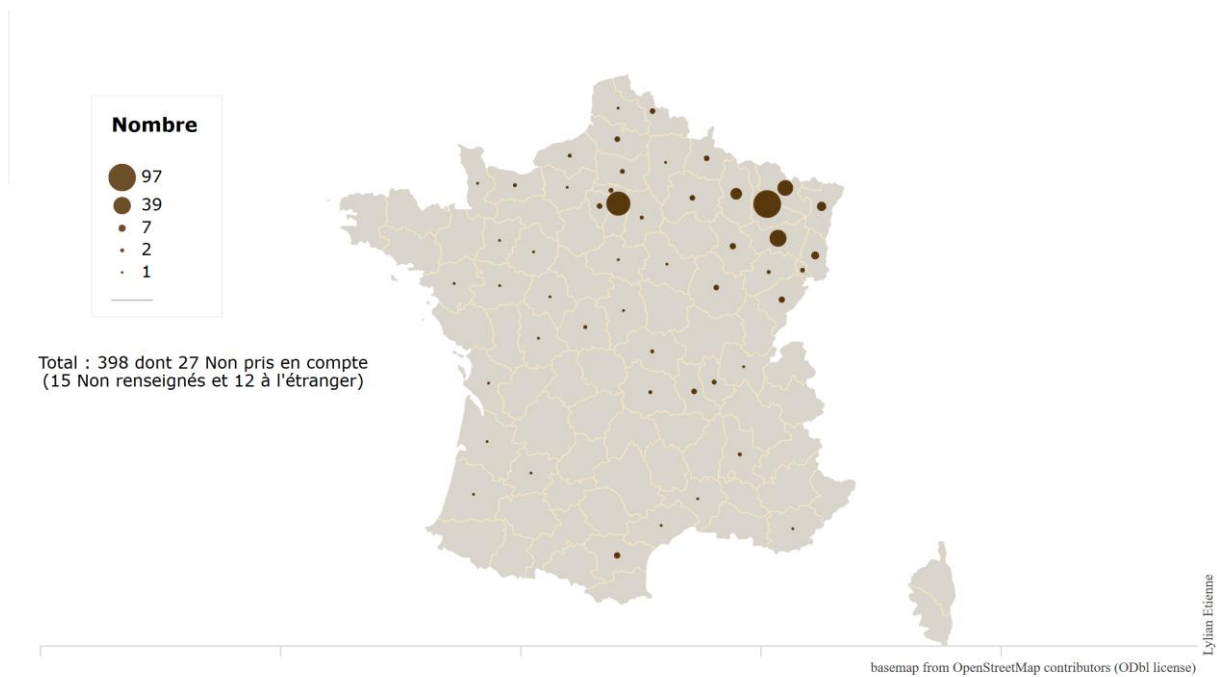 Nombre
97
39
7
2
1
Total : 398 dont 27 Non pris en compte
(15 Non renseignés et 12 à l'étranger)
Lylian Etienne
basemap from OpenStreetMap contributors (ODbl license)